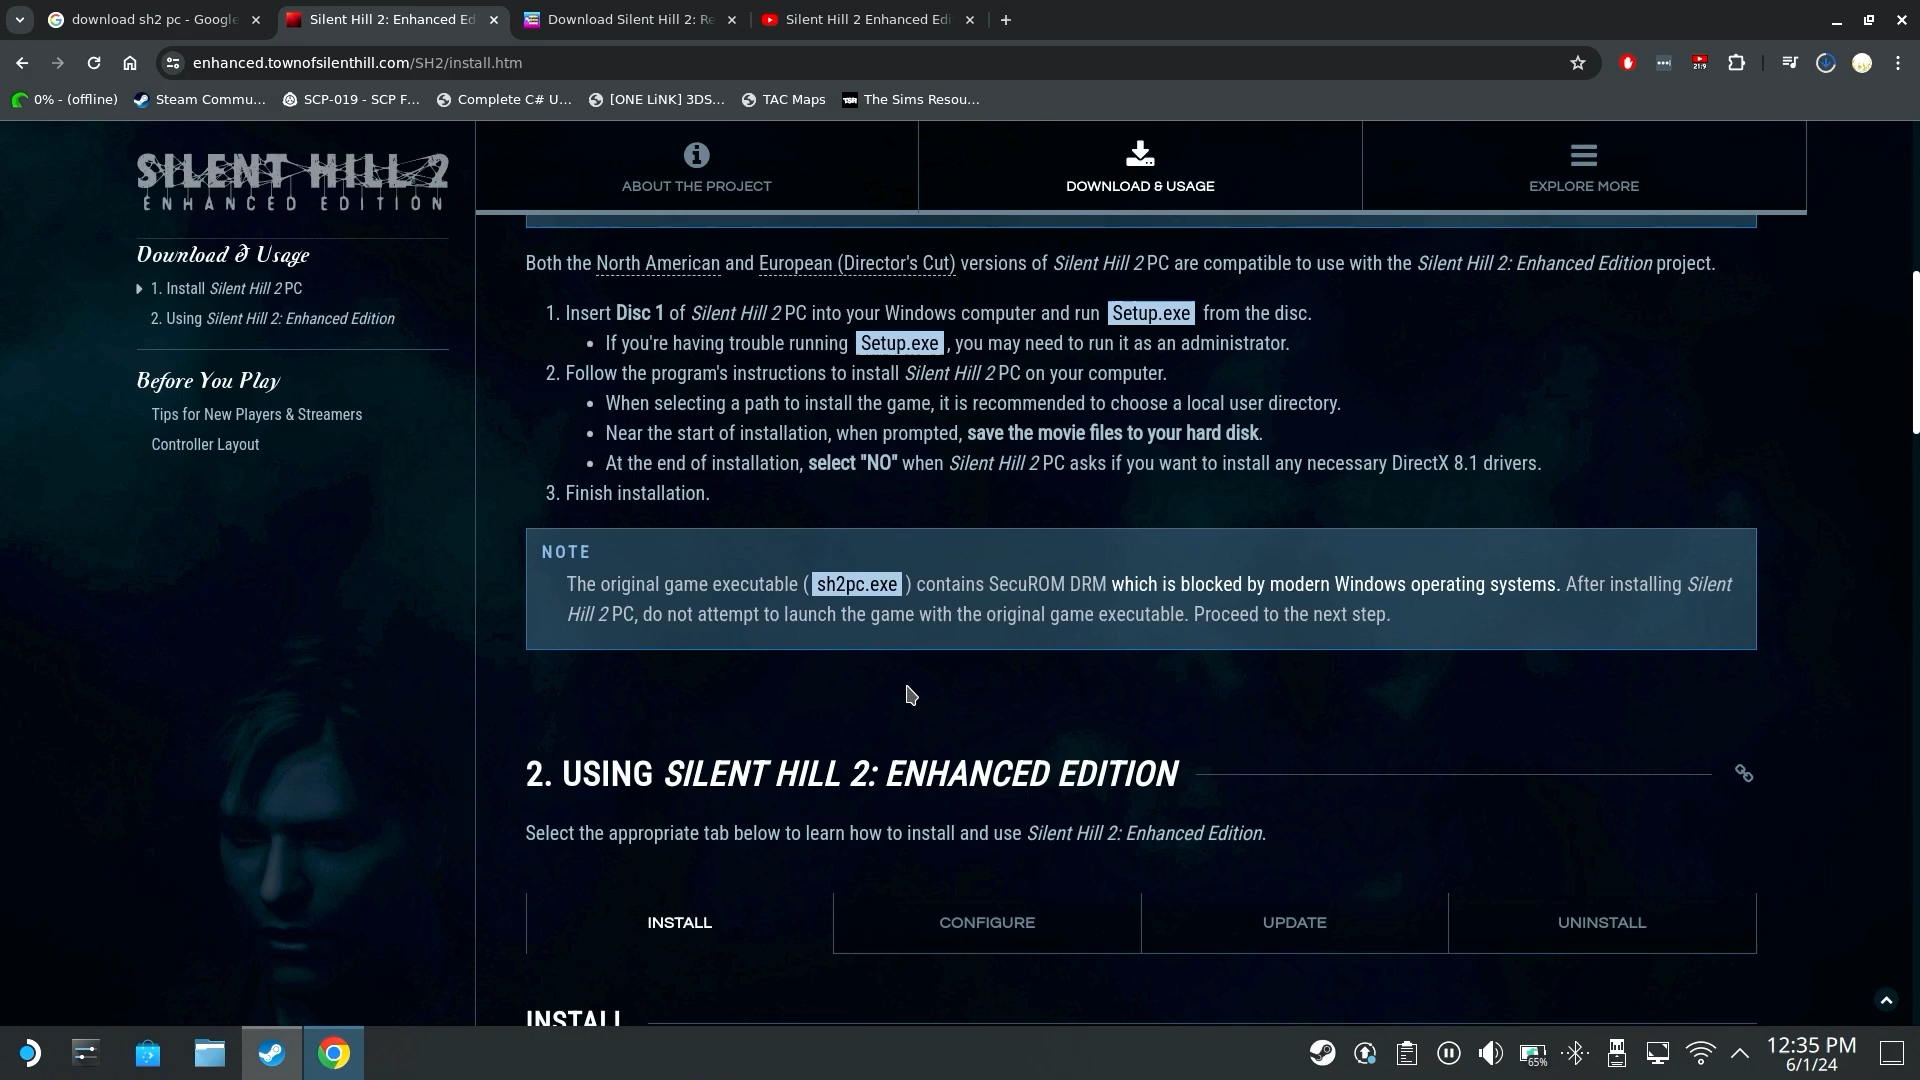 download sh2 pc - Google
Silent Hill 2: Enhanced Ed
Download Silent Hill 2: Re
Silent Hill 2 Enhanced Edi
enhanced.townofsilenthill.com/SH2/install.htm
21:9
0% - (offline)
Steam Commu...
SCP-019 - SCP F...
Complete C# U...
[ONE LiNK] 3DS...
TAC Maps
TSR
The Sims Resou...
SILENT HILL 2
ENHANCED EDITION
ABOUT THE PROJECT
DOWNLOAD & USAGE
EXPLORE MORE
Download & Usage
1. Install Silent Hill 2 PC
2. Using Silent Hill 2: Enhanced Edition
Before You Play
Tips for New Players & Streamers
Controller Layout
Both the North American and European (Director's Cut) versions of Silent Hill 2 PC are compatible to use with the Silent Hill 2: Enhanced Edition project.
1. Insert Disc 1 of Silent Hill 2 PC into your Windows computer and run Setup.exe from the disc.
• If you're having trouble running Setup.exe, you may need to run it as an administrator.
2. Follow the program's instructions to install Silent Hill 2 PC on your computer.
• When selecting a path to install the game, it is recommended to choose a local user directory.
• Near the start of installation, when prompted, save the movie files to your hard disk.
• At the end of installation, select "NO" when Silent Hill 2 PC asks if you want to install any necessary DirectX 8.1 drivers.
3. Finish installation.
NOTE
The original game executable ( sh2pc.exe ) contains SecuROM DRM which is blocked by modern Windows operating systems. After installing Silent
Hill 2 PC, do not attempt to launch the game with the original game executable. Proceed to the next step.
2. USING SILENT HILL 2: ENHANCED EDITION
Select the appropriate tab below to learn how to install and use Silent Hill 2: Enhanced Edition.
INSTALL
CONFIGURE
UPDATE
UNINSTALL
INSTALL
65%
12:35 PM
6/1/24